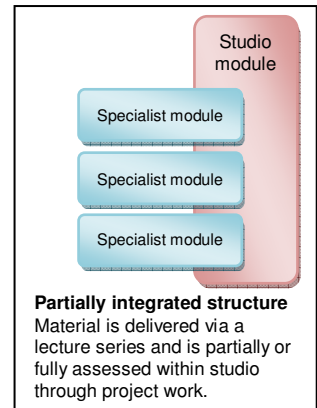 Studio
module
Specialist module
Specialist module
Specialist module
Partially integrated structure
Material is delivered via a
lecture series and is partially or
fully assessed within studio
through project work.